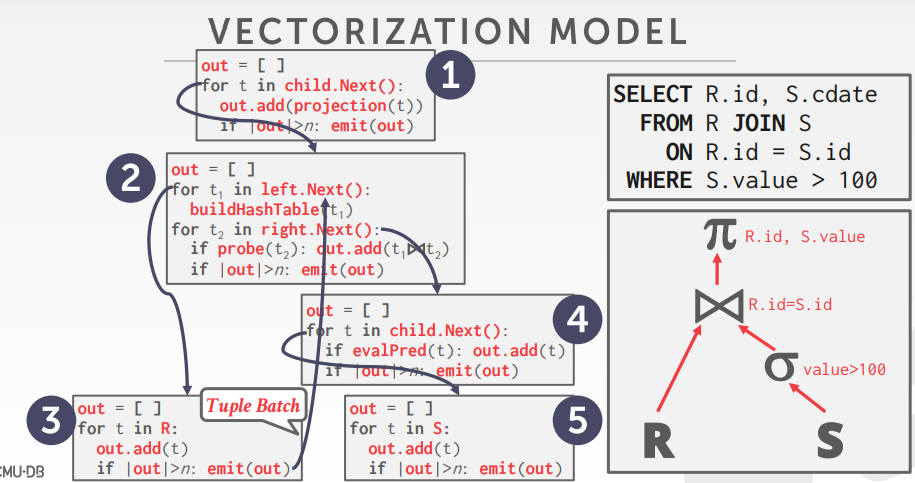 VECTORIZATION MODEL
1
out = [ ]
for t in child.Next():
out.add(projection(t))
if |out|>n: emit(out)
2
out = [ ]
for t₁ in left.Next():
buildHashTable(t₁)
for t₂ in right.Next():
if probe(t₂): out.add(t₁⨝t₂)
if |out|>n: emit(out)
4
out = [ ]
for t in child.Next():
if evalPred(t): out.add(t)
if |out|>n: emit(out)
3
Tuple Batch
out = [ ]
for t in R:
out.add(t)
if |out|>n: emit(out)
5
out = [ ]
for t in S:
out.add(t)
if |out|>n: emit(out)
SELECT R.id, S.cdate
FROM R JOIN S
ON R.id = S.id
WHERE S.value > 100
π R.id, S.value
⨝ R.id=S.id
σ value>100
R S
CMU·DB